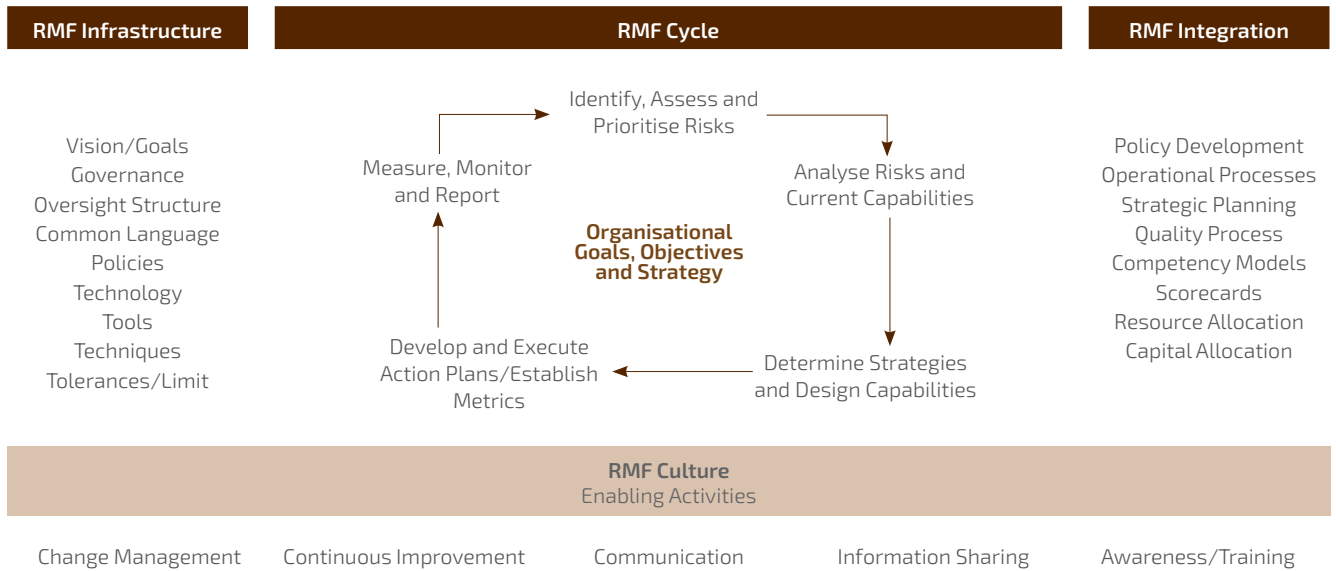 RMF Infrastructure
RMF Cycle
RMF Integration
Vision/Goals
Governance
Oversight Structure
Common Language
Policies
Technology
Tools
Techniques
Tolerances/Limit
Identify, Assess and
Prioritise Risks
Analyse Risks and
Current Capabilities
Determine Strategies
and Design Capabilities
Develop and Execute
Action Plans/Establish
Metrics
Measure, Monitor
and Report
Organisational
Goals, Objectives
and Strategy
Policy Development
Operational Processes
Strategic Planning
Quality Process
Competency Models
Scorecards
Resource Allocation
Capital Allocation
RMF Culture
Enabling Activities
Change Management
Continuous Improvement
Communication
Information Sharing
Awareness/Training